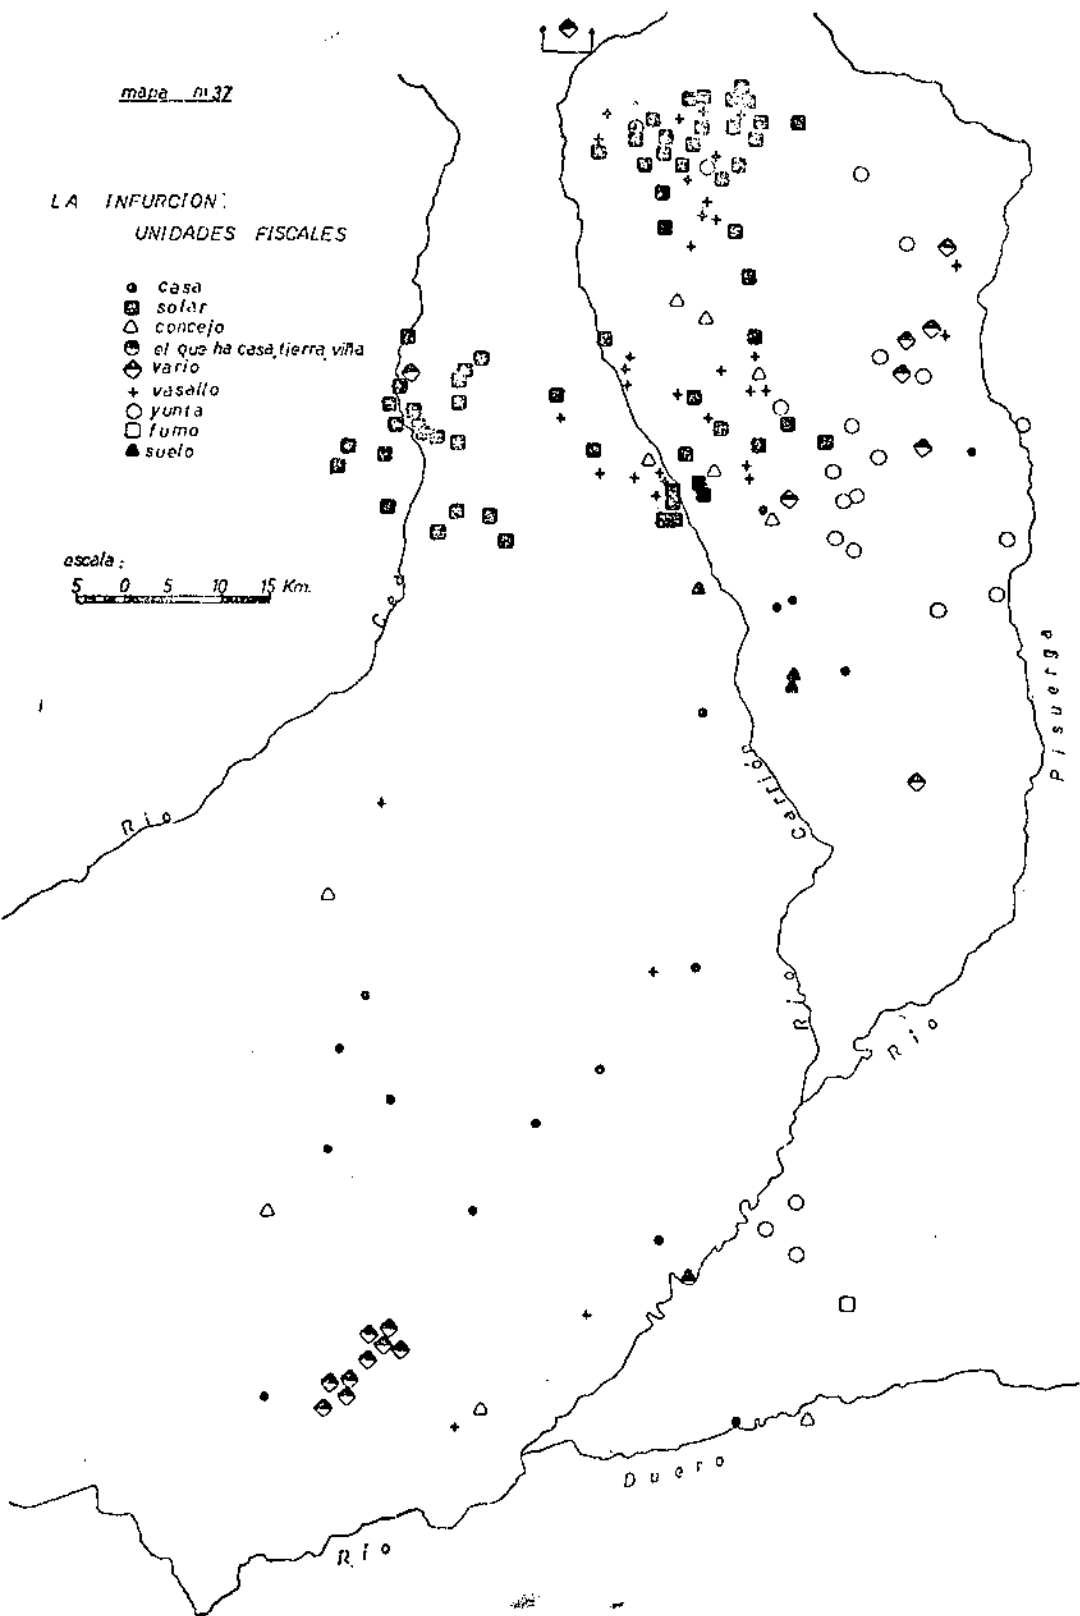 mapa nº 37
LA INFURCION:
UNIDADES FISCALES
casa
solar
concejo
el que ha casa, tierra, viña
vario
vasallo
yunta
fumo
suelo
escala:
5 0 5 10 15 Km.
Cea
Río
Carrión
Río
Pisuerga
Río
Duero
Río